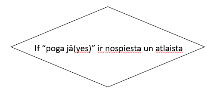 If “poga jā(yes)” ir nospiesta un atlaista